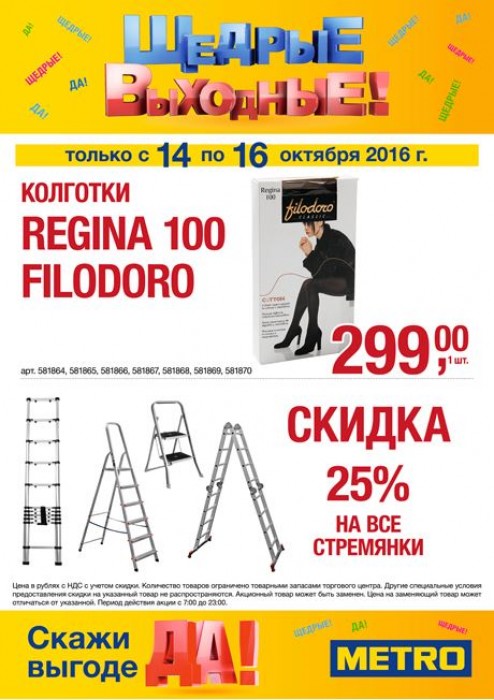 ЩЕДРЫЕ!
ДА!
ЩЕДРЫЕ!
ДА!
ЩЕДРЫЕ
ВЫХОДНЫЕ!
ДА!
ЩЕДРЫЕ!
ДА!
ЩЕДРЫЕ!
только с 14 по 16 октября 2016 г.
КОЛГОТКИ
REGINA 100
FILODORO
Regina
100
filodoro
CLASSIC
COTTON
299,00
1 шт.
арт. 581864, 581865, 581866, 581867, 581868, 581869, 581870
СКИДКА
25%
НА ВСЕ
СТРЕМЯНКИ
Цена в рублях с НДС с учетом скидки. Количество товаров ограничено товарными запасами торгового центра. Другие специальные условия
предоставления скидки на указанный товар не распространяются. Акционный товар может быть заменен. Цена на заменяющий товар может
отличаться от указанной. Период действия акции с 7:00 до 23:00.
Скажи
выгоде
ДА!
ЩЕДРЫЕ!
ДА!
ЩЕДРЫЕ!
ДА!
METRO